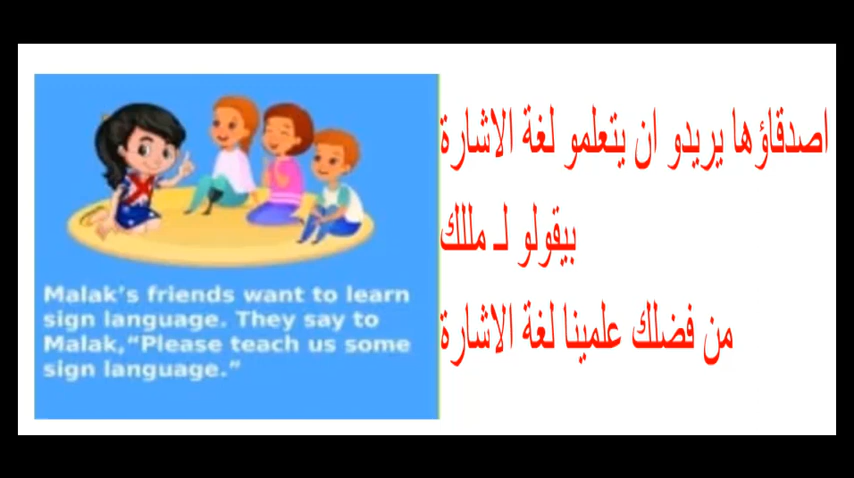 Malak's friends want to learn
sign language. They say to
Malak,“Please teach us some
sign language.”
اصدقاؤها يريدو ان يتعلمو لغة الاشارة
بيقولو لـ مللك
من فضلك علمينا لغة الاشارة